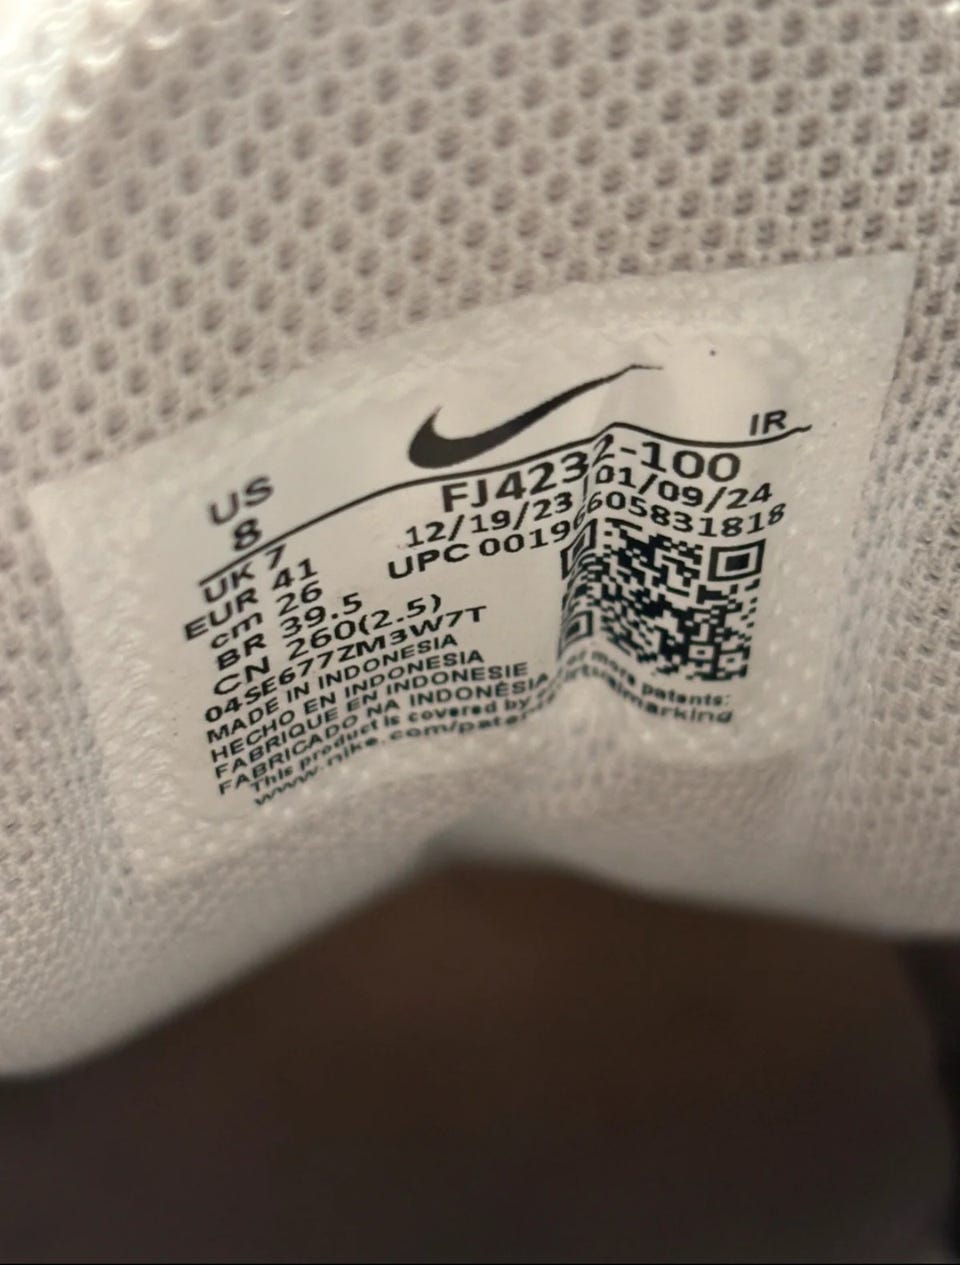 IR
US
8
UK 7
EUR 41
cm 26
BR 39.5
CN 260(2.5)
FJ4232-100
12/19/23 01/09/24
UPC 00196605831818
04SE677ZM3W7T
MADE IN INDONESIA
HECHO EN INDONESIA
FABRIQUE EN INDONESIE
FABRICADO NA INDONÉSIA
This product is covered by or more patents:
www.nike.com/patents